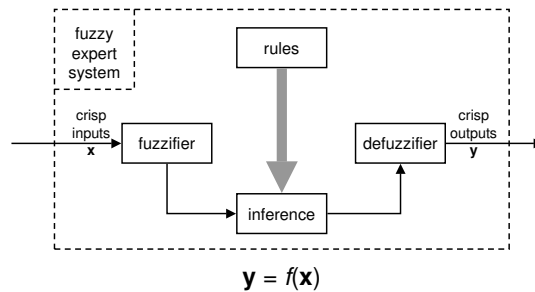 fuzzy
expert
system
rules
crisp
inputs
x
fuzzifier
inference
defuzzifier
crisp
outputs
y
y = f(x)